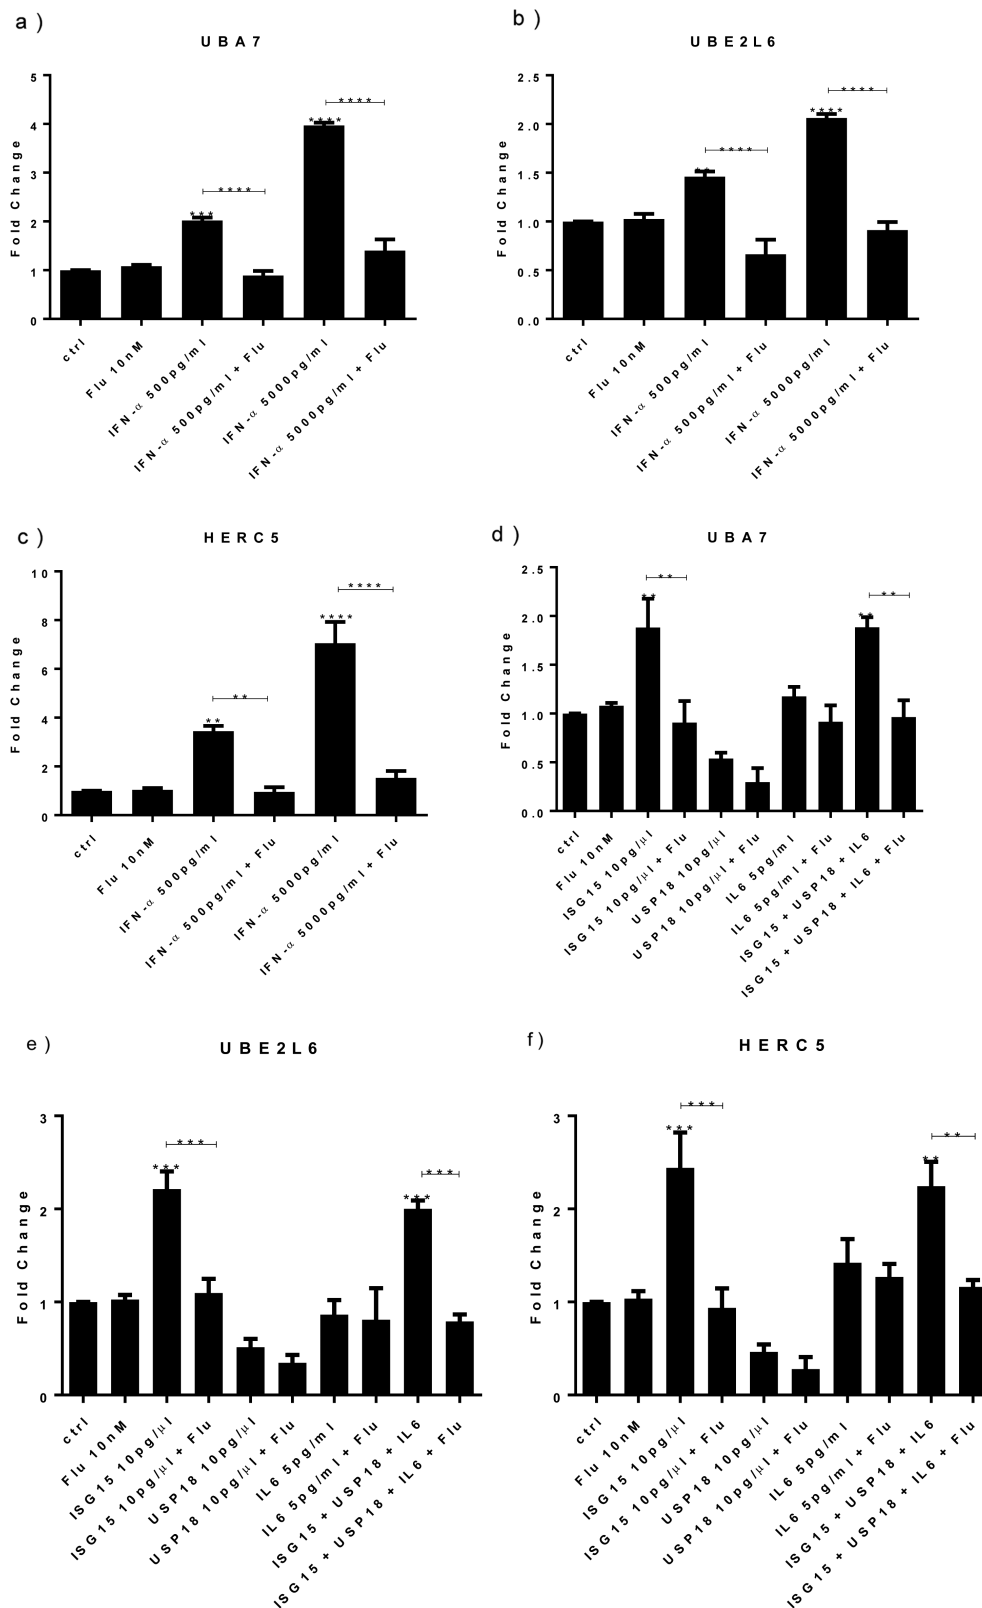 a )
UBA7
Fold Change
5
4
3
2
1
0
****
****
****
***
ctrl
Flu 10nM
IFN-α 500pg/ml
IFN-α 500pg/ml + Flu
IFN-α 5000pg/ml
IFN-α 5000pg/ml + Flu
b )
UBE2L6
Fold Change
2.5
2.0
1.5
1.0
0.5
0.0
****
****
****
**
ctrl
Flu 10nM
IFN-α 500pg/ml
IFN-α 500pg/ml + Flu
IFN-α 5000pg/ml
IFN-α 5000pg/ml + Flu
c )
HERC5
Fold Change
10
8
6
4
2
0
****
****
**
**
ctrl
Flu 10nM
IFN-α 500pg/ml
IFN-α 500pg/ml + Flu
IFN-α 5000pg/ml
IFN-α 5000pg/ml + Flu
d )
UBA7
Fold Change
2.5
2.0
1.5
1.0
0.5
0.0
**
**
**
**
ctrl
Flu 10nM
ISG15 10pg/μl
ISG15 10pg/μl + Flu
USP18 10pg/μl
USP18 10pg/μl + Flu
IL6 5pg/ml
IL6 5pg/ml + Flu
ISG15 + USP18 + IL6
ISG15 + USP18 + IL6 + Flu
e )
UBE2L6
Fold Change
3
2
1
0
***
***
***
***
ctrl
Flu 10nM
ISG15 10pg/μl
ISG15 10pg/μl + Flu
USP18 10pg/μl
USP18 10pg/μl + Flu
IL6 5pg/ml
IL6 5pg/ml + Flu
ISG15 + USP18 + IL6
ISG15 + USP18 + IL6 + Flu
f )
HERC5
Fold Change
3
2
1
0
***
***
**
**
ctrl
Flu 10nM
ISG15 10pg/μl
ISG15 10pg/μl + Flu
USP18 10pg/μl
USP18 10pg/μl + Flu
IL6 5pg/ml
IL6 5pg/ml + Flu
ISG15 + USP18 + IL6
ISG15 + USP18 + IL6 + Flu